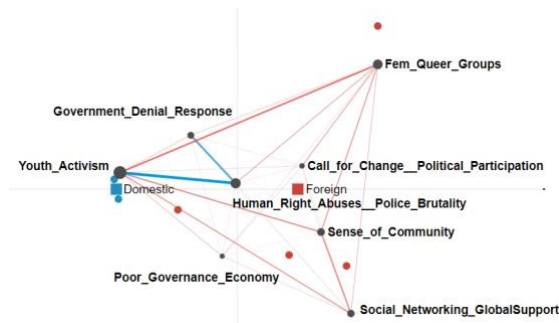 Fem_Queer_Groups
Government_Denial_Response
Youth_Activism
Call_for_Change__Political_Participation
Domestic
Foreign
Human_Right_Abuses__Police_Brutality
Sense_of_Community
Poor_Governance_Economy
Social_Networking_GlobalSupport